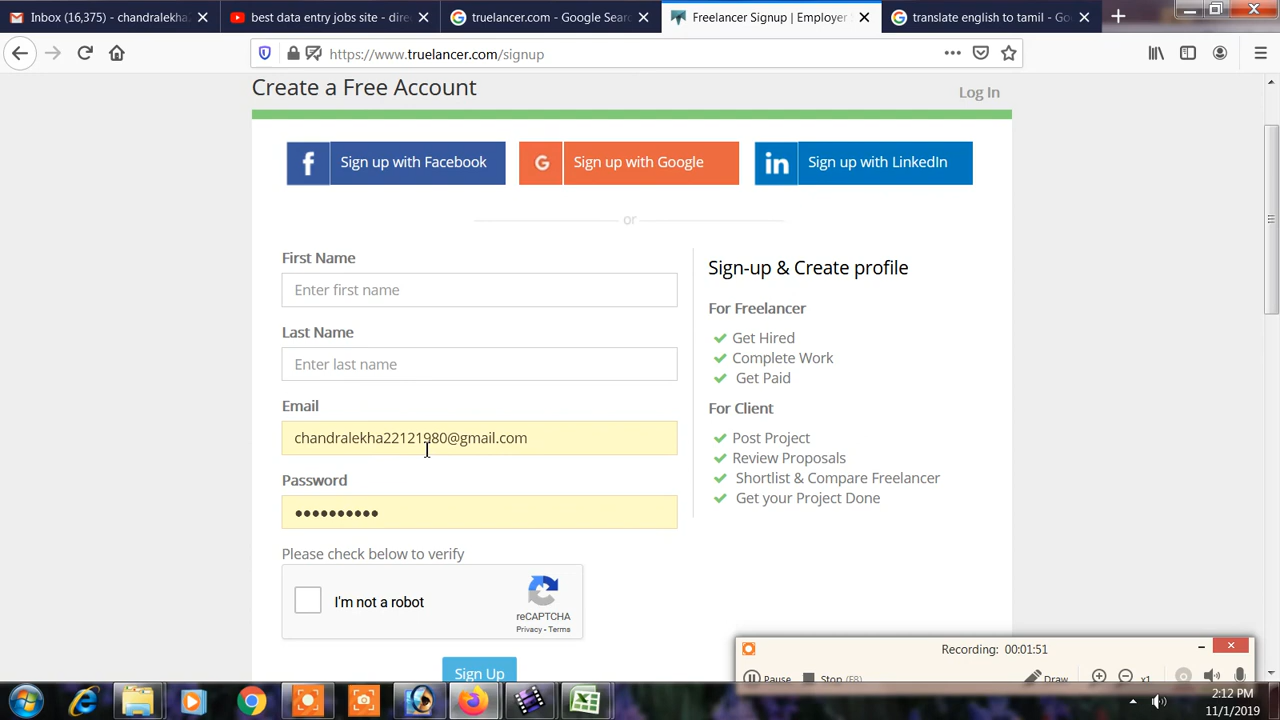 Inbox (16,375) - chandralekha.
best data entry jobs site - dire
truelancer.com - Google Sear
Freelancer Signup | Employer
translate english to tamil - Go
https://www.truelancer.com/signup
Create a Free Account
Log In
Sign up with Facebook
Sign up with Google
Sign up with LinkedIn
or
First Name
Enter first name
Last Name
Enter last name
Email
chandralekha22121980@gmail.com
Password
••••••••••
Please check below to verify
I'm not a robot
reCAPTCHA
Privacy - Terms
Sign Up
Sign-up & Create profile
For Freelancer
Get Hired
Complete Work
Get Paid
For Client
Post Project
Review Proposals
Shortlist & Compare Freelancer
Get your Project Done
Recording: 00:01:51
Pause
Stop (F8)
Draw
x1
2:12 PM
11/1/2019